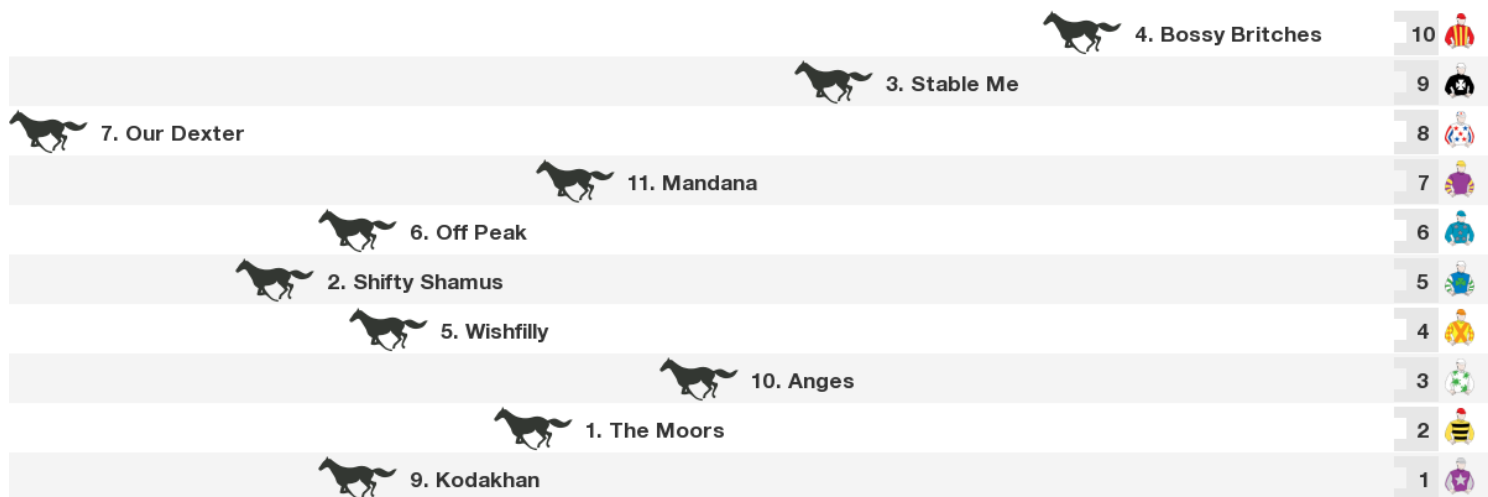 4. Bossy Britches 10
3. Stable Me 9
7. Our Dexter 8
11. Mandana 7
6. Off Peak 6
2. Shifty Shamus 5
5. Wishfilly 4
10. Anges 3
1. The Moors 2
9. Kodakhan 1